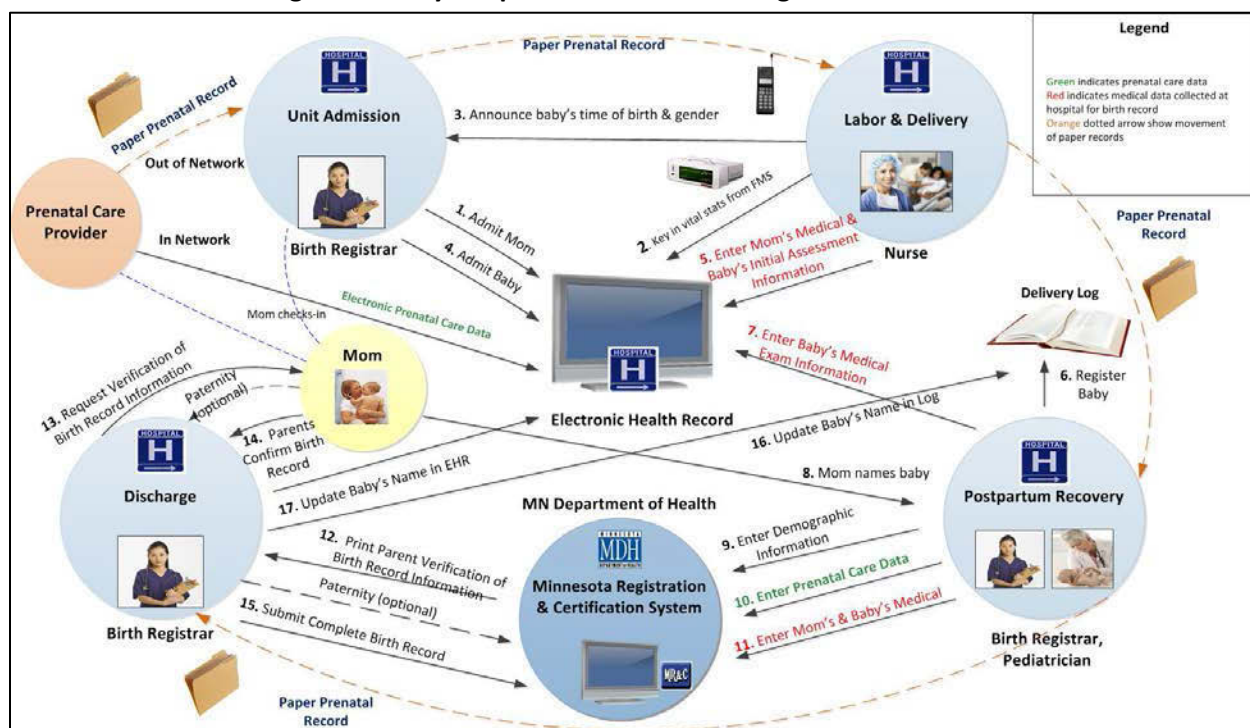 Paper Prenatal Record
Legend
Green indicates prenatal care data
Red indicates medical data collected at
hospital for birth record
Orange dotted arrow show movement
of paper records
HOSPITAL
H
Unit Admission
Birth Registrar
HOSPITAL
H
Labor & Delivery
Nurse
Paper Prenatal Record
3. Announce baby's time of birth & gender
Out of Network
Prenatal Care
Provider
In Network
1. Admit Mom
4. Admit Baby
2. Key in vital stats from FMS
5. Enter Mom's Medical &
Baby's Initial Assessment
Information
Paper Prenatal
Record
Electronic Prenatal Care Data
Mom checks-in
Mom
HOSPITAL
H
Electronic Health Record
7. Enter Baby's Medical
Exam Information
Delivery Log
6. Register
Baby
13. Request Verification of
Birth Record Information
Paternity
(optional)
14. Parents
Confirm Birth
Record
16. Update Baby's Name in Log
17. Update Baby's Name in EHR
8. Mom names baby
HOSPITAL
H
Discharge
Birth Registrar
HOSPITAL
H
Postpartum Recovery
Birth Registrar,
Pediatrician
MN Department of Health
MINNESOTA
MDH
Minnesota Registration
& Certification System
MR&C
9. Enter Demographic
Information
10. Enter Prenatal Care Data
11. Enter Mom's & Baby's Medical
12. Print Parent Verification of
Birth Record Information
Paternity (optional)
15. Submit Complete Birth Record
Paper Prenatal
Record